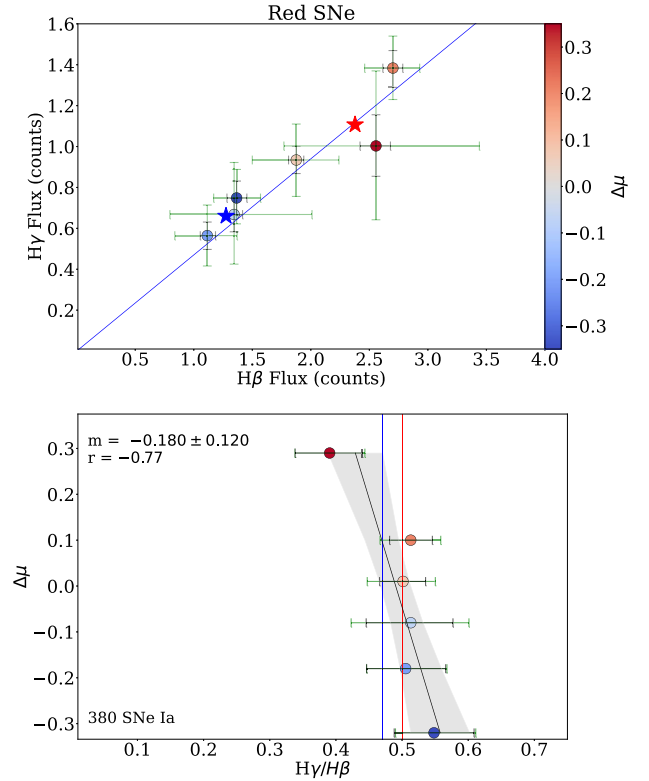 Red SNe
1.6
1.4
1.2
1.0
0.8
0.6
0.4
0.2
Hγ Flux (counts)
0.5 1.0 1.5 2.0 2.5 3.0 3.5 4.0
Hβ Flux (counts)
0.3
0.2
0.1
0.0
−0.1
−0.2
−0.3
Δμ
m = −0.180 ± 0.120
r = −0.77
0.3
0.2
0.1
0.0
−0.1
−0.2
−0.3
Δμ
380 SNe Ia
0.1 0.2 0.3 0.4 0.5 0.6 0.7
Hγ/Hβ